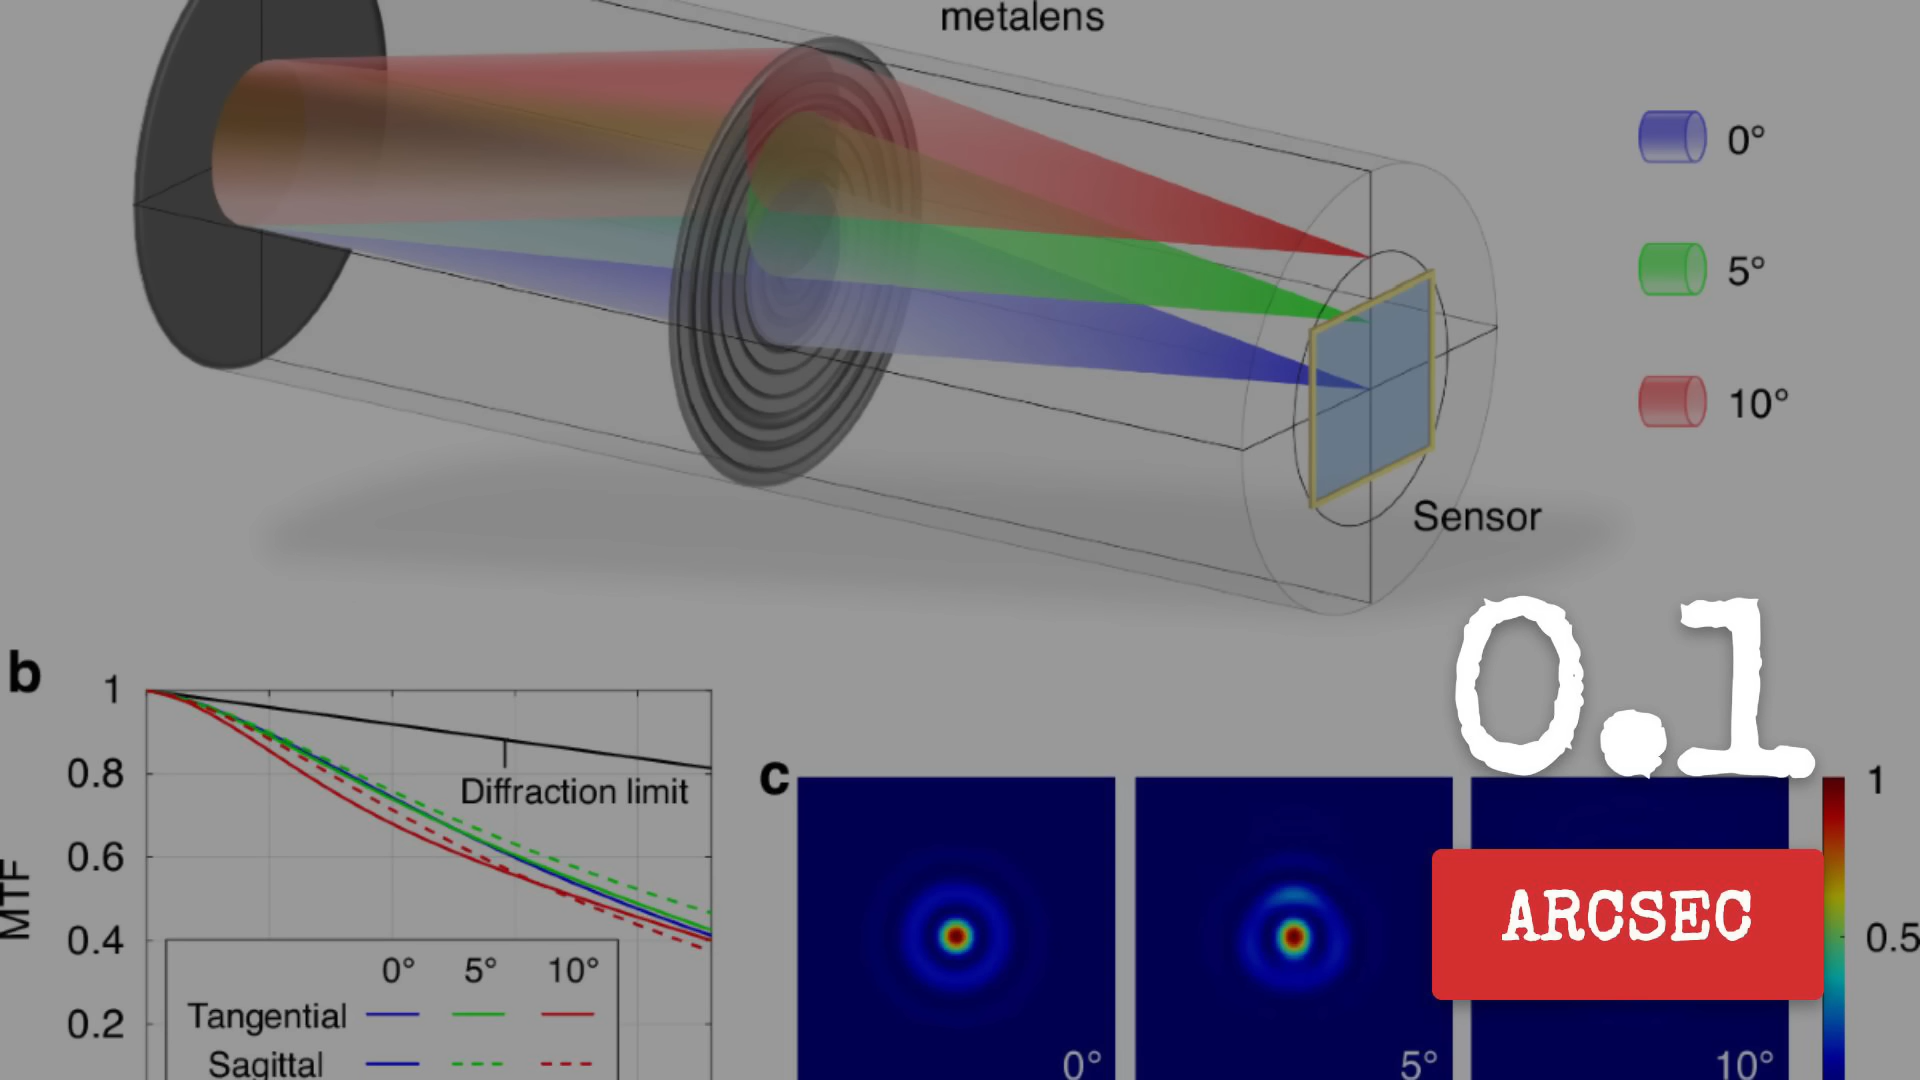 metalens
0°
5°
10°
Sensor
0.1
ARCSEC
b
1
0.8
0.6
0.4
0.2
MTF
Diffraction limit
0° 5° 10°
Tangential
Sagittal
c
0°
5°
10°
1
0.5